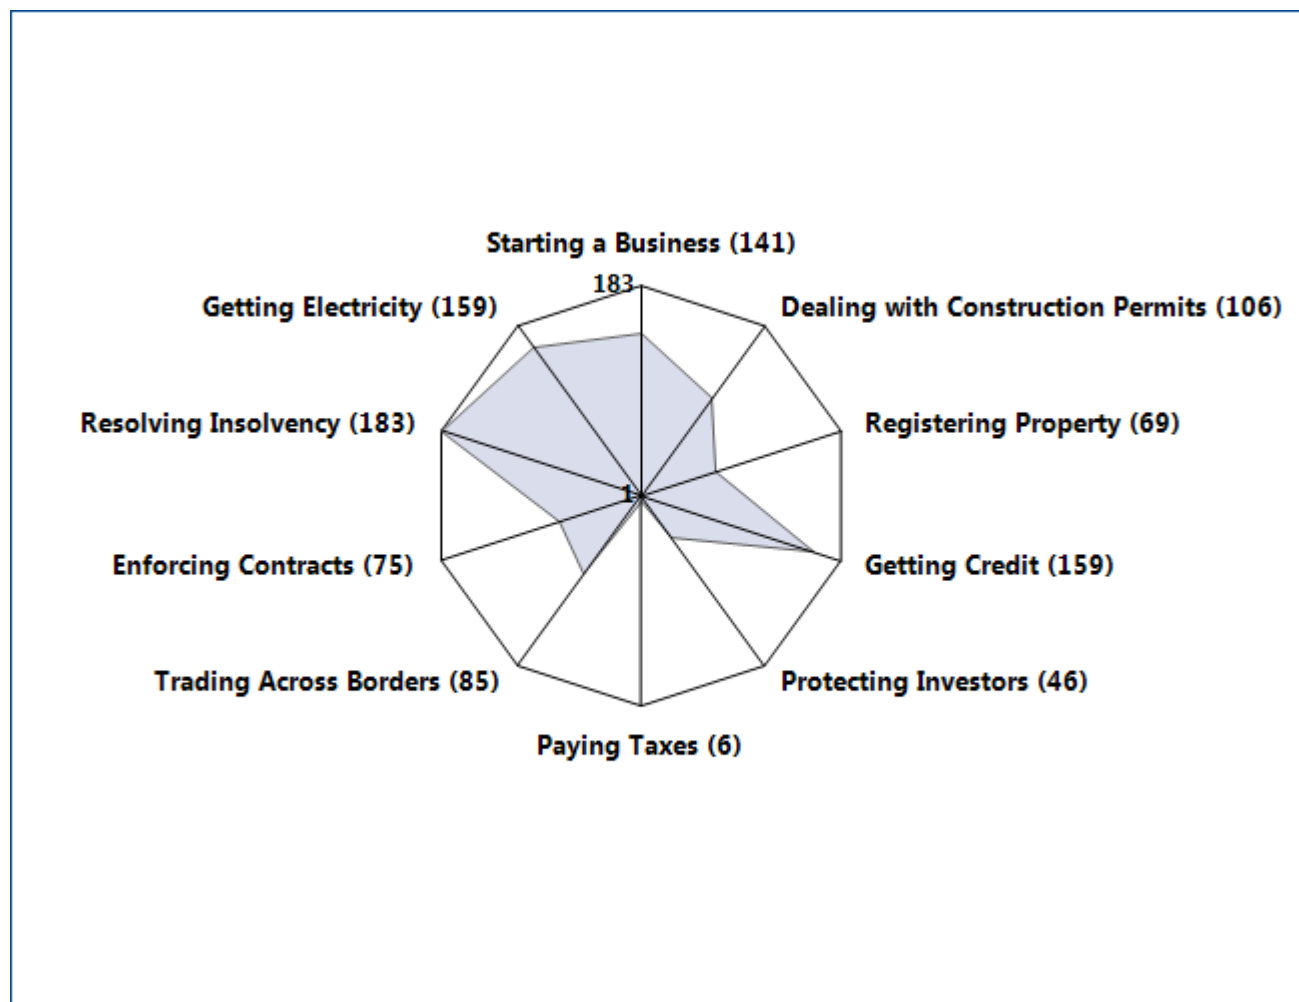 Starting a Business (141)
183
Getting Electricity (159)
Dealing with Construction Permits (106)
Resolving Insolvency (183)
Registering Property (69)
1
Enforcing Contracts (75)
Getting Credit (159)
Trading Across Borders (85)
Protecting Investors (46)
Paying Taxes (6)